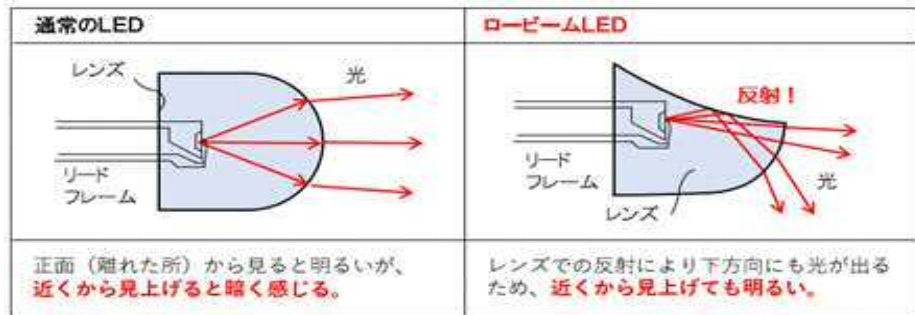 通常のLED
ロービームLED
レンズ
光
リード
フレーム
反射！
リード
フレーム
光
レンズ
正面（離れた所）から見ると明るいが、
近くから見上げると暗く感じる。
レンズでの反射により下方向にも光が出る
ため、近くから見上げても明るい。